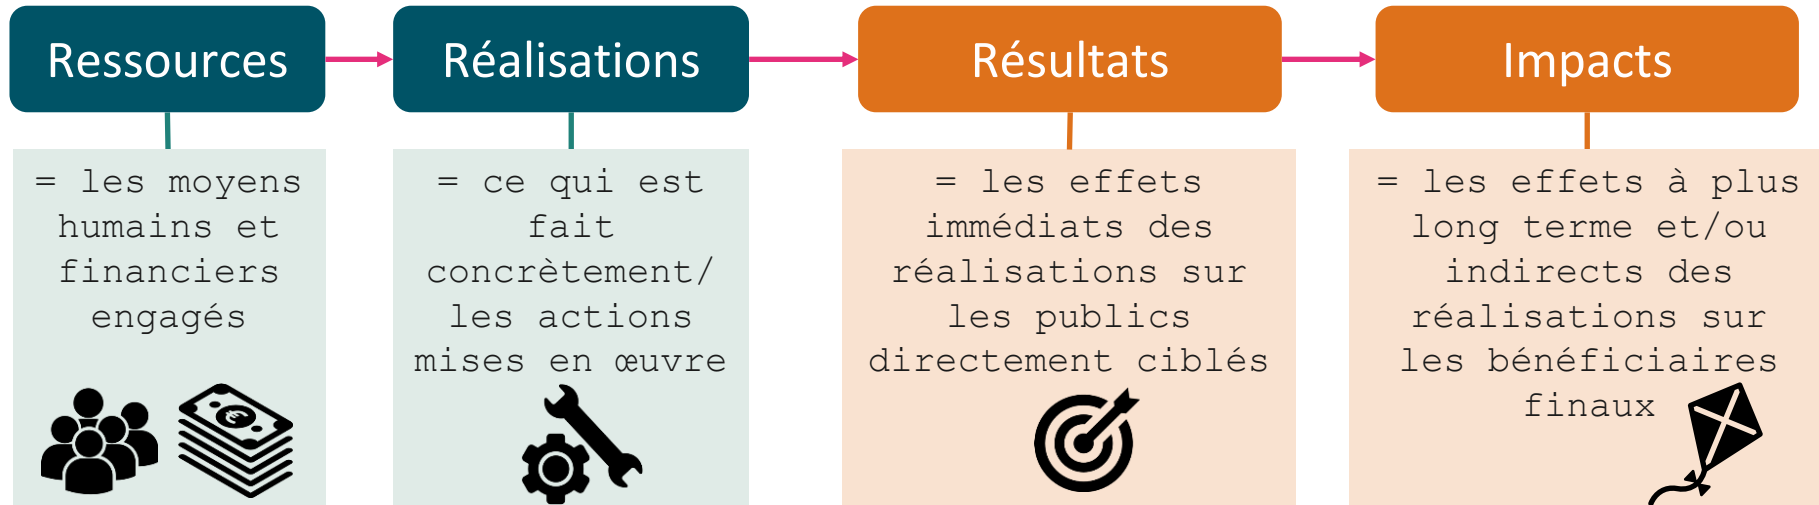 Ressources
Réalisations
Résultats
Impacts
= les moyens
humains et
financiers
engagés
= ce qui est
fait
concrètement/
les actions
mises en œuvre
= les effets
immédiats des
réalisations sur
les publics
directement ciblés
= les effets à plus
long terme et/ou
indirects des
réalisations sur
les bénéficiaires
finaux
€